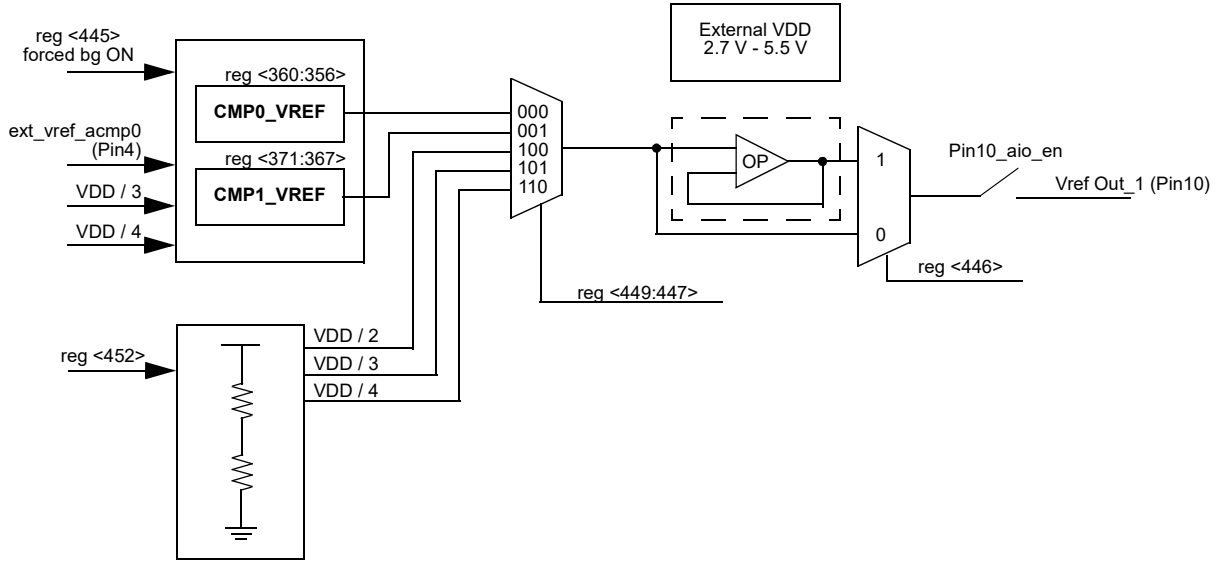 reg <445>
forced bg ON
ext_vref_acmp0
(Pin4)
VDD / 3
VDD / 4
reg <360:356>
CMP0_VREF
reg <371:367>
CMP1_VREF
000
001
100
101
110
reg <449:447>
External VDD
2.7 V - 5.5 V
OP
1
0
reg <446>
Pin10_aio_en
Vref Out_1 (Pin10)
reg <452>
VDD / 2
VDD / 3
VDD / 4